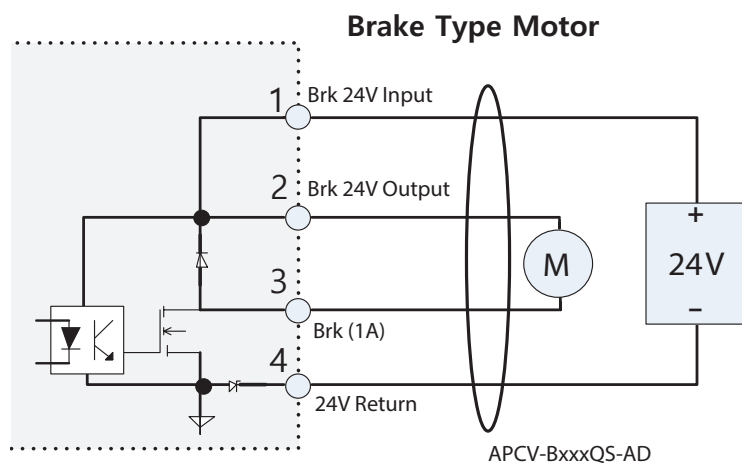 Brake Type Motor
1
Brk 24V Input
2
Brk 24V Output
+
M
24V
3
Brk (1A)
-
4
24V Return
APCV-BxxxQS-AD